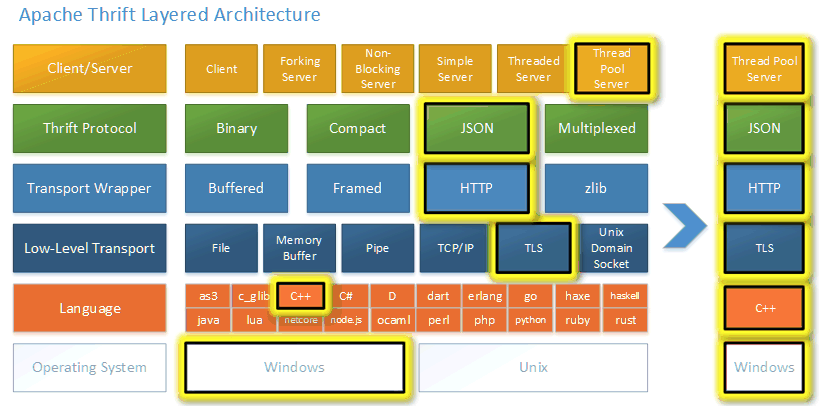 Apache Thrift Layered Architecture
Client/Server
Client
Forking
Server
Non-
Blocking
Server
Simple
Server
Threaded
Server
Thread
Pool
Server
Thread Pool
Server
Thrift Protocol
Binary
Compact
JSON
Multiplexed
JSON
Transport Wrapper
Buffered
Framed
HTTP
zlib
HTTP
Low-Level Transport
File
Memory
Buffer
Pipe
TCP/IP
TLS
Unix
Domain
Socket
TLS
Language
as3
c_glib
C++
C#
D
dart
erlang
go
haxe
haskell
java
lua
netcore
node.js
ocaml
perl
php
python
ruby
rust
C++
Operating System
Windows
Unix
Windows